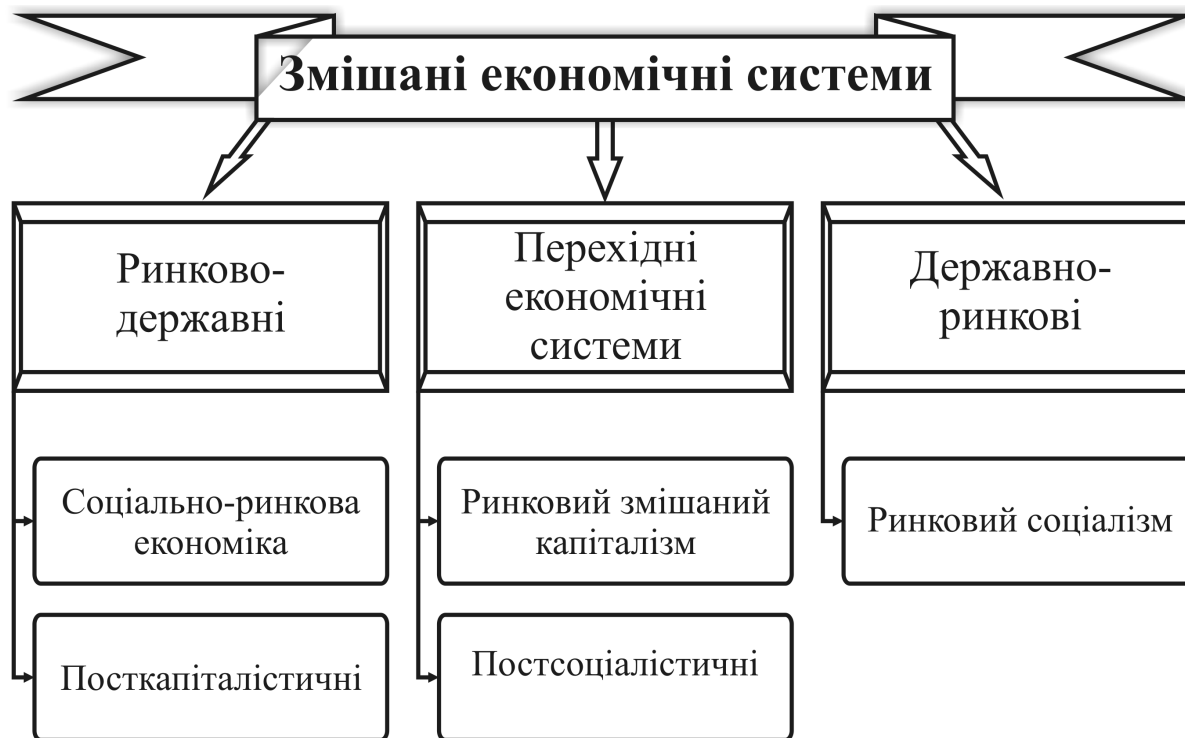 Змішані економічні системи
Ринково-
державні
Перехідні
економічні
системи
Державно-
ринкові
Соціально-ринкова
економіка
Ринковий змішаний
капіталізм
Ринковий соціалізм
Посткапіталістичні
Постсоціалістичні